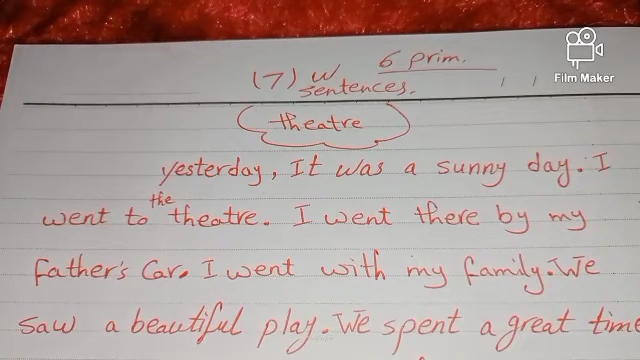 6 prim.
(7) W
sentences.
Film Maker
theatre
yesterday, It was a sunny day. I
went to the theatre. I went there by my
father's Car. I went with my family. We
saw a beautiful play. We spent a great time